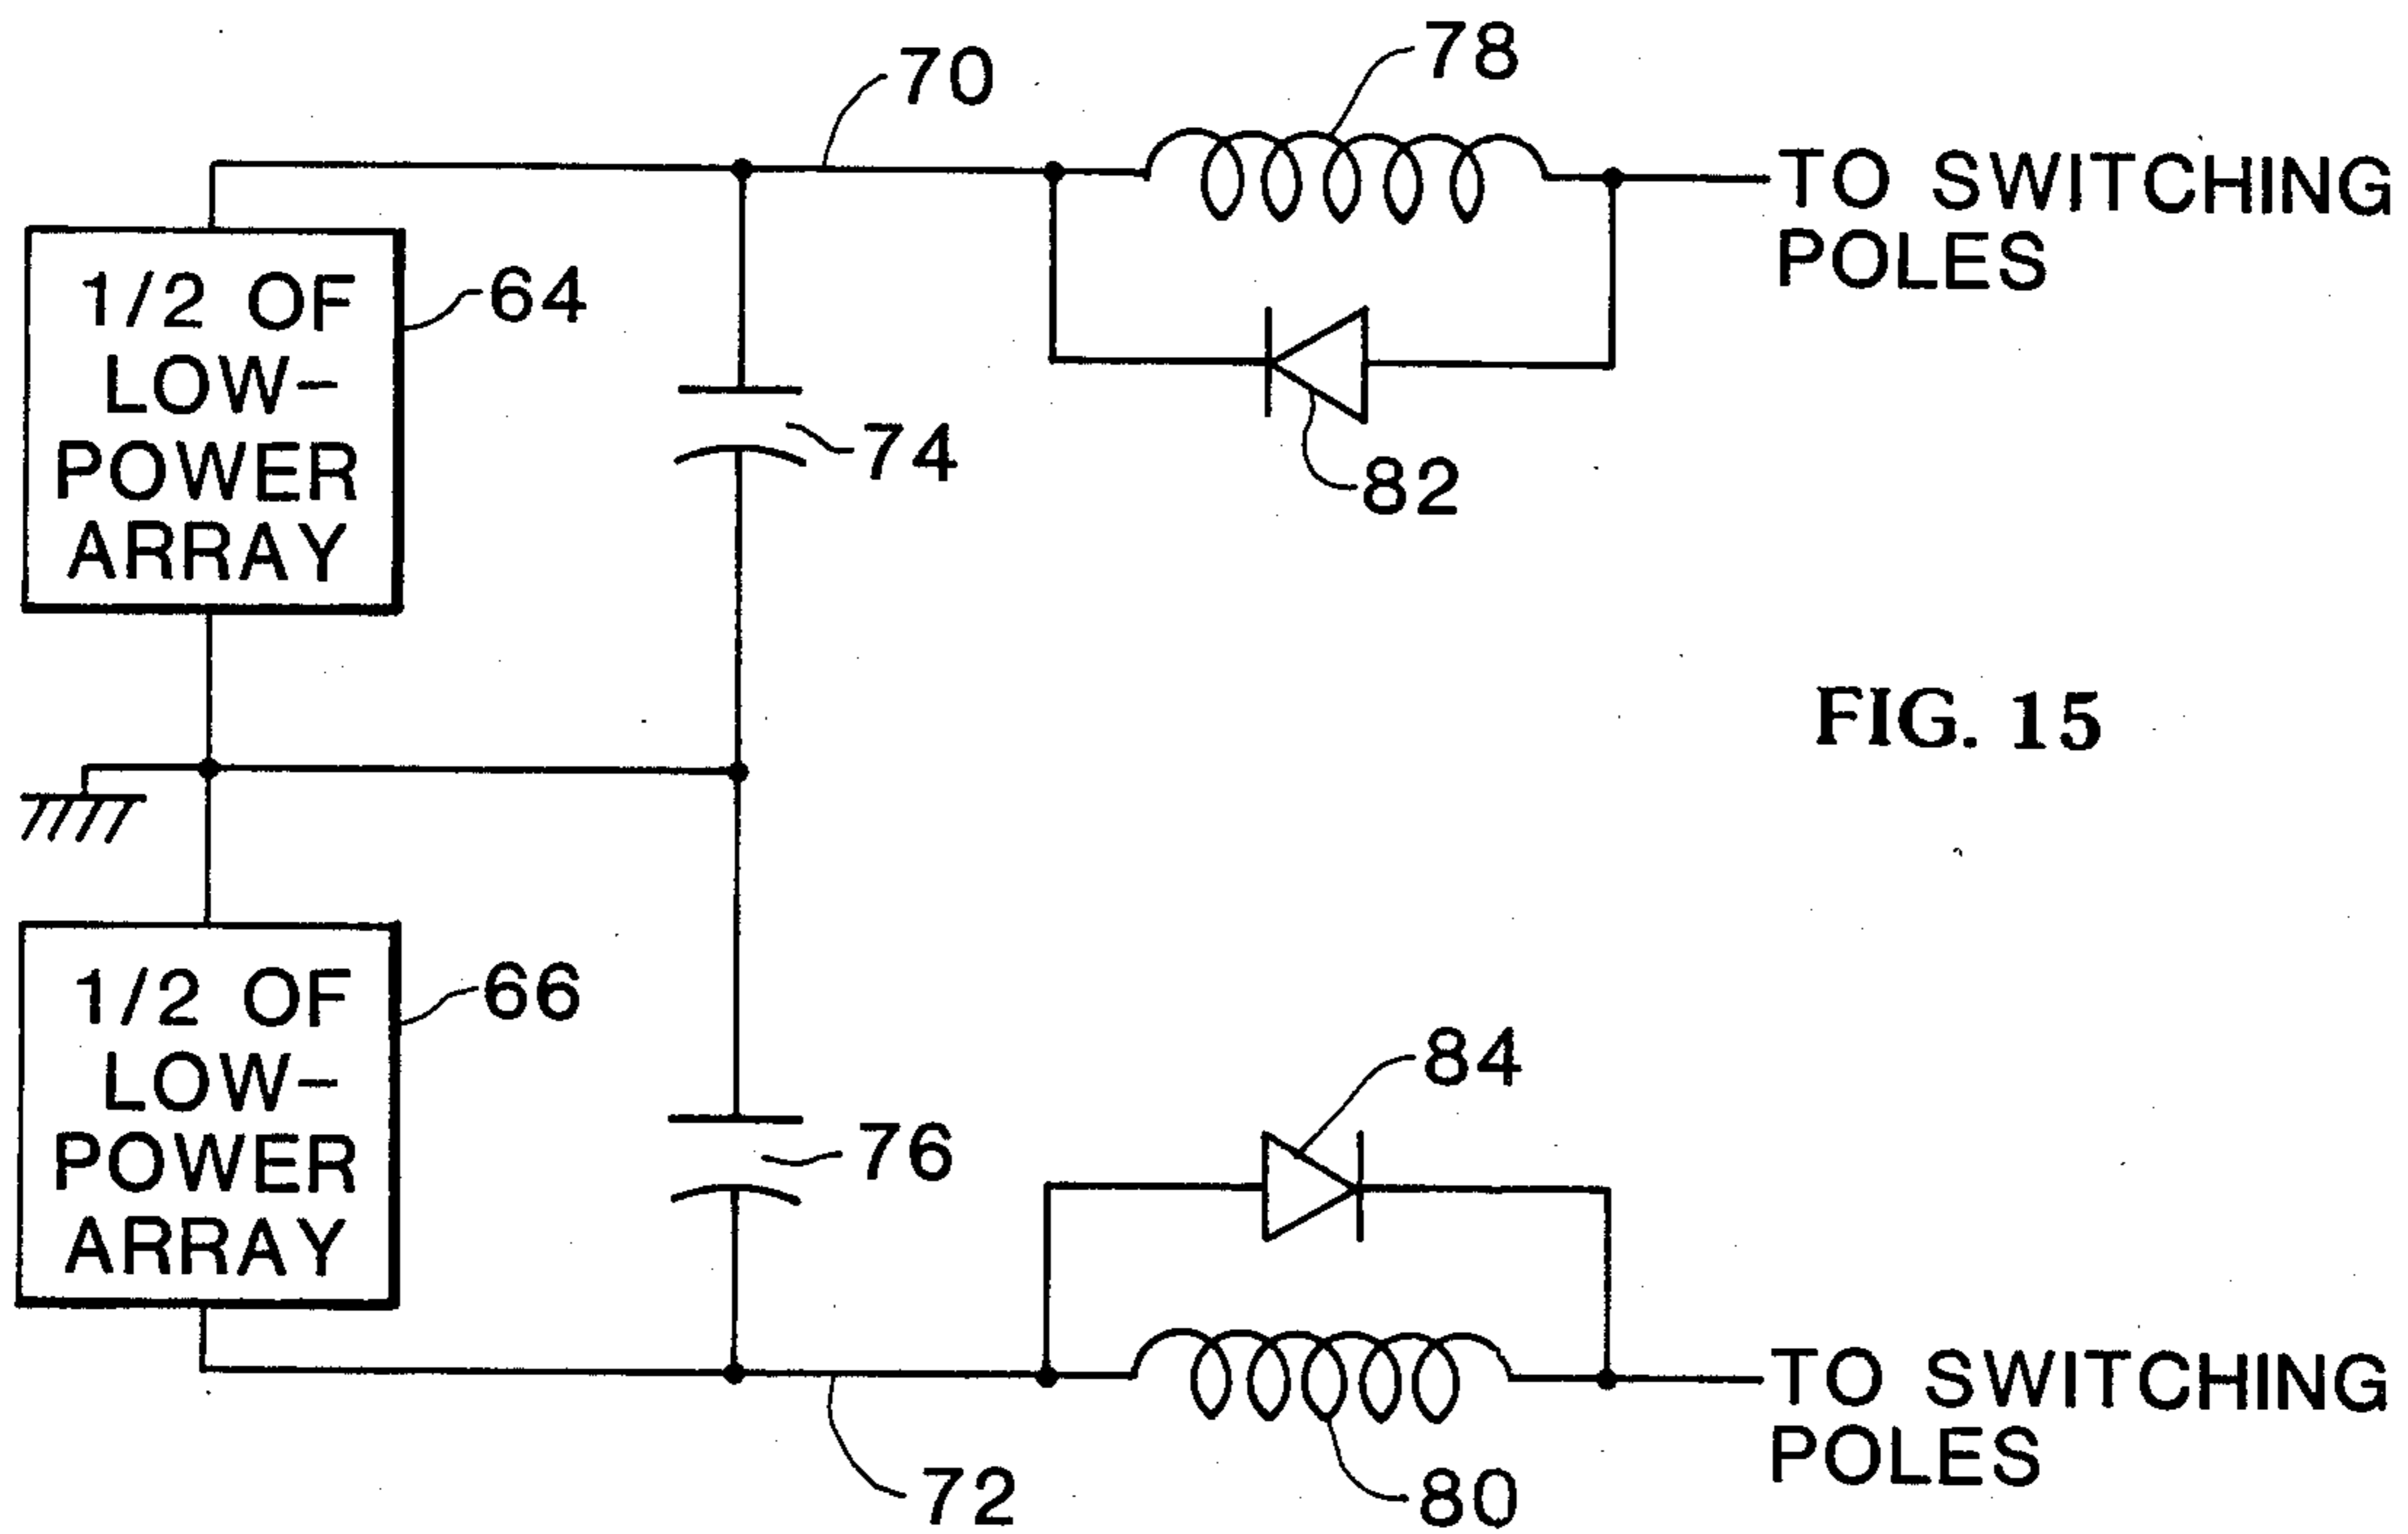 70
78
TO SWITCHING
POLES
1/2 OF
LOW-
POWER
ARRAY
64
74
82
FIG. 15
1/2 OF
LOW-
POWER
ARRAY
66
76
84
TO SWITCHING
POLES
72
80